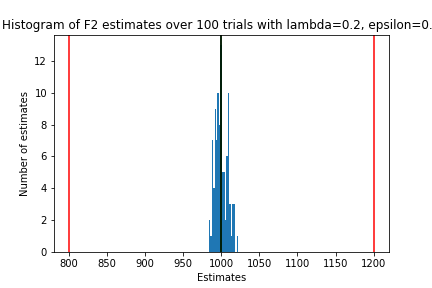 Histogram of F2 estimates over 100 trials with lambda=0.2, epsilon=0.
12
10
8
6
4
2
0
Number of estimates
800 850 900 950 1000 1050 1100 1150 1200
Estimates